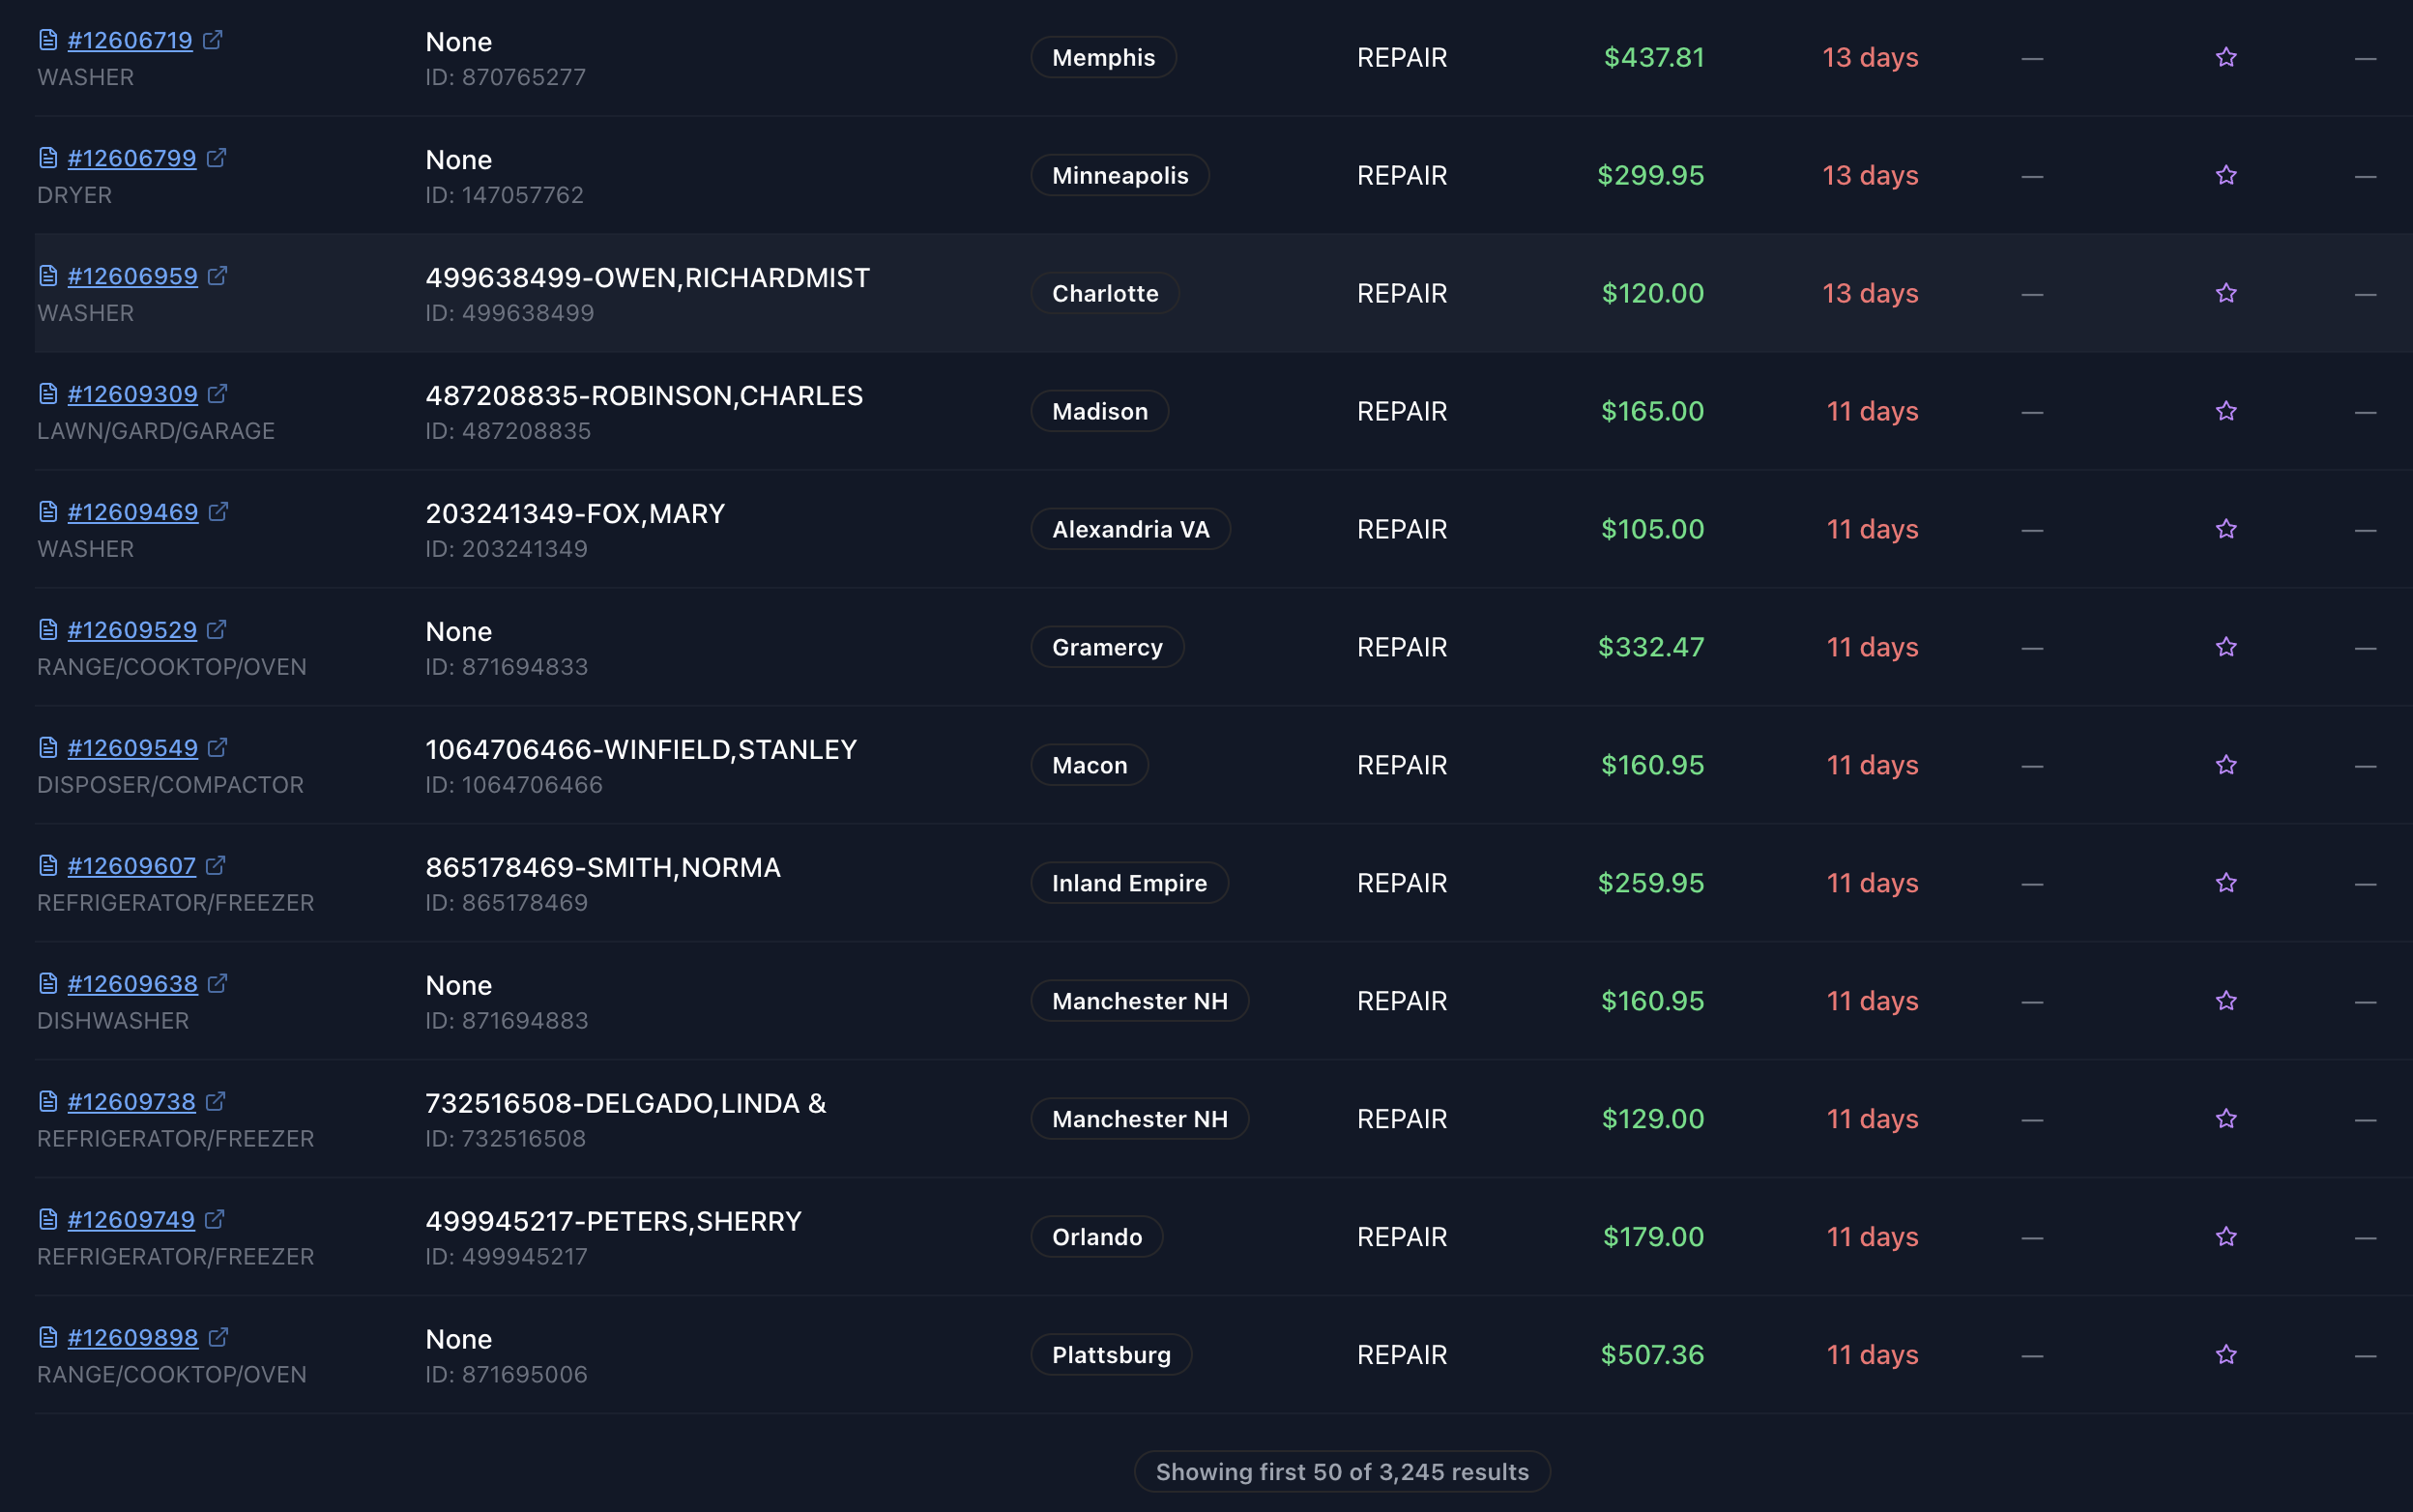 #12606719 None Memphis REPAIR $437.81 13 days —  —
WASHER ID: 870765277
#12606799 None Minneapolis REPAIR $299.95 13 days — —
DRYER ID: 147057762
#12606959 499638499-OWEN,RICHARDMIST Charlotte REPAIR $120.00 13 days — —
WASHER ID: 499638499
#12609309 487208835-ROBINSON,CHARLES Madison REPAIR $165.00 11 days — —
LAWN/GARD/GARAGE ID: 487208835
#12609469 203241349-FOX,MARY Alexandria VA REPAIR $105.00 11 days — —
WASHER ID: 203241349
#12609529 None Gramercy REPAIR $332.47 11 days — —
RANGE/COOKTOP/OVEN ID: 871694833
#12609549 1064706466-WINFIELD,STANLEY Macon REPAIR $160.95 11 days — —
DISPOSER/COMPACTOR ID: 1064706466
#12609607 865178469-SMITH,NORMA Inland Empire REPAIR $259.95 11 days — —
REFRIGERATOR/FREEZER ID: 865178469
#12609638 None Manchester NH REPAIR $160.95 11 days — —
DISHWASHER ID: 871694883
#12609738 732516508-DELGADO,LINDA & Manchester NH REPAIR $129.00 11 days — —
REFRIGERATOR/FREEZER ID: 732516508
#12609749 499945217-PETERS,SHERRY Orlando REPAIR $179.00 11 days — —
REFRIGERATOR/FREEZER ID: 499945217
#12609898 None Plattsburg REPAIR $507.36 11 days — —
RANGE/COOKTOP/OVEN ID: 871695006
Showing first 50 of 3,245 results